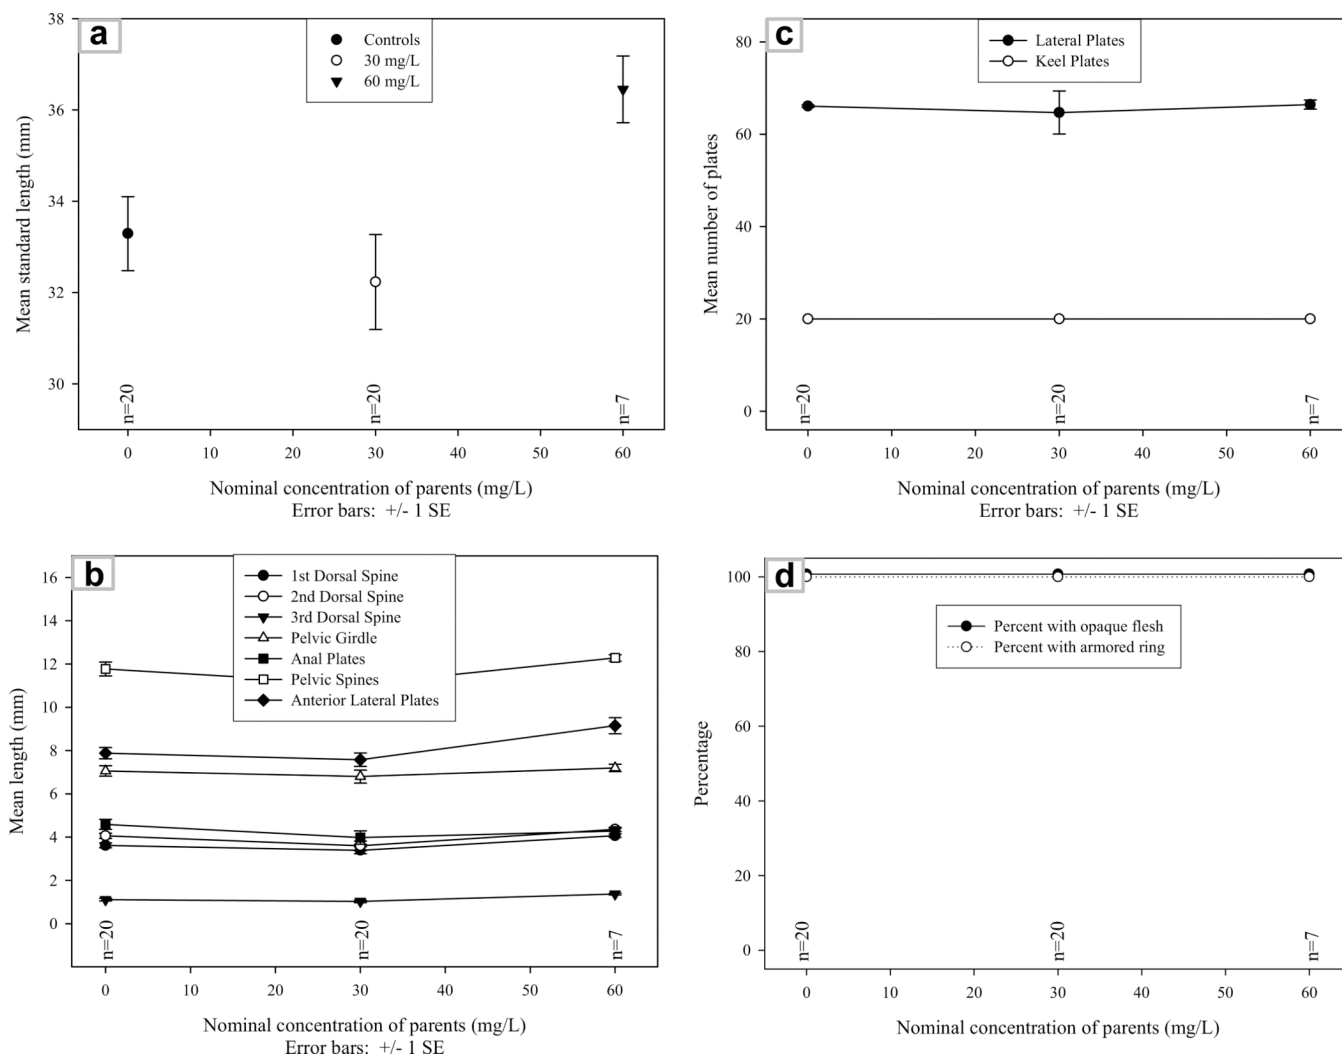 a
38
36
34
32
30
Mean standard length (mm)
Controls
30 mg/L
60 mg/L
n=20
n=20
n=7
0 10 20 30 40 50 60
Nominal concentration of parents (mg/L)
Error bars: +/- 1 SE
c
80
60
40
20
0
Mean number of plates
Lateral Plates
Keel Plates
n=20
n=20
n=7
0 10 20 30 40 50 60
Nominal concentration of parents (mg/L)
Error bars: +/- 1 SE
b
16
14
12
10
8
6
4
2
0
Mean length (mm)
1st Dorsal Spine
2nd Dorsal Spine
3rd Dorsal Spine
Pelvic Girdle
Anal Plates
Pelvic Spines
Anterior Lateral Plates
n=20
n=20
n=7
0 10 20 30 40 50 60
Nominal concentration of parents (mg/L)
Error bars: +/- 1 SE
d
100
80
60
40
20
0
Percentage
Percent with opaque flesh
Percent with armored ring
n=20
n=20
n=7
0 10 20 30 40 50 60
Nominal concentration of parents (mg/L)